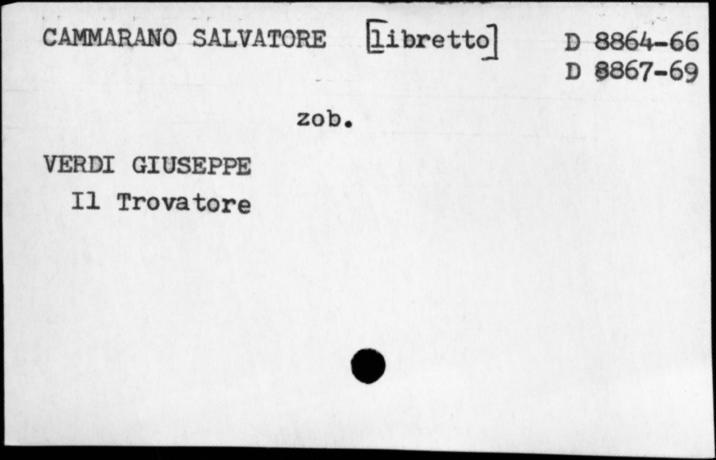 CAMMARANO SALVATORE [libretto] D 8864-66
D 8867-69
zob.
VERDI GIUSEPPE
Il Trovatore